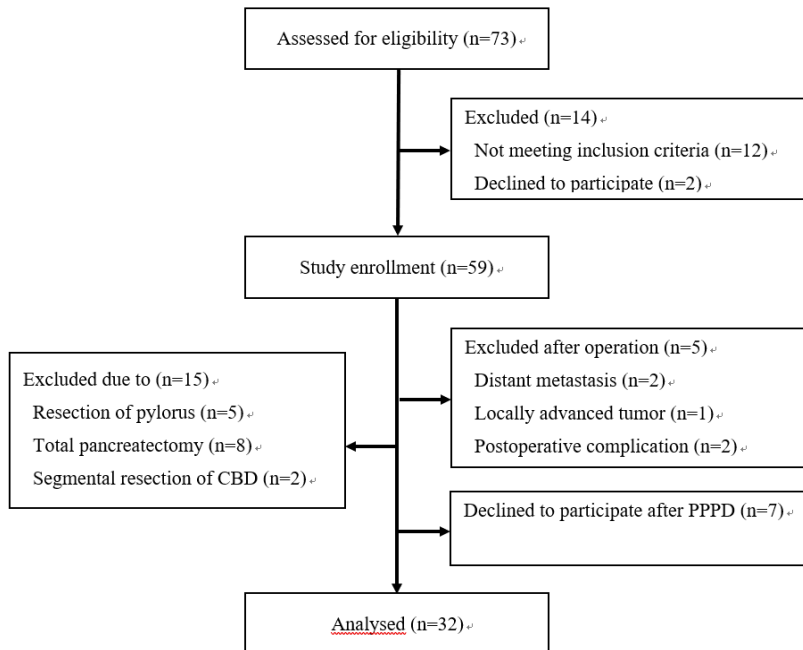 Assessed for eligibility (n=73)
Excluded (n=14)
Not meeting inclusion criteria (n=12)
Declined to participate (n=2)
Study enrollment (n=59)
Excluded after operation (n=5)
Distant metastasis (n=2)
Locally advanced tumor (n=1)
Postoperative complication (n=2)
Excluded due to (n=15)
Resection of pylorus (n=5)
Total pancreatectomy (n=8)
Segmental resection of CBD (n=2)
Declined to participate after PPPD (n=7)
Analysed (n=32)